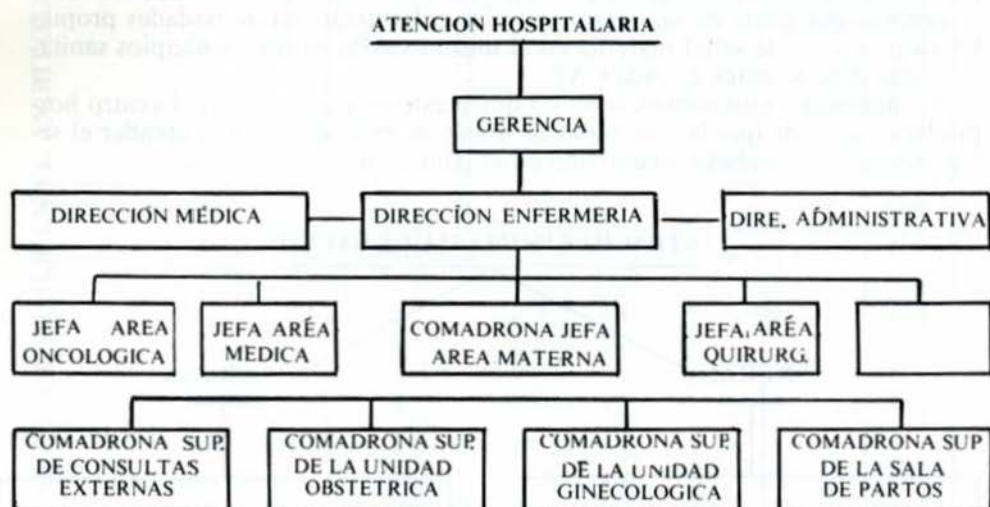 ATENCION HOSPITALARIA
GERENCIA
DIRECCIÓN MÉDICA
DIRECCÍON ENFERMERIA
DIRE. ADMINISTRATIVA
JEFA AREA
ONCOLOGICA
JEFA ARÉA
MEDICA
COMADRONA JEFA
AREA MATERNA
JEFA, ARÉA
QUIRURG.
COMADRONA SUP.
DE CONSULTAS
EXTERNAS
COMADRONA SUP.
DE LA UNIDAD
OBSTETRICA
COMADRONA SUP.
DE LA UNIDAD
GINECOLOGICA
COMADRONA SUP
DE LA SALA
DE PARTOS